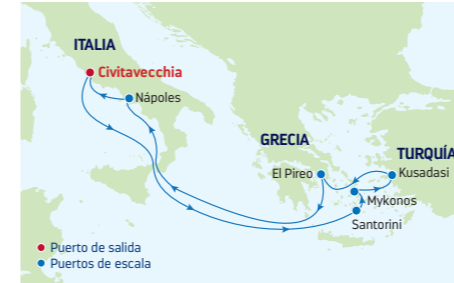 ITALIA
Civitavecchia
Nápoles
GRECIA
TURQUÍA
El Pireo
Kusadasi
Mykonos
Santorini
Puerto de salida
Puertos de escala